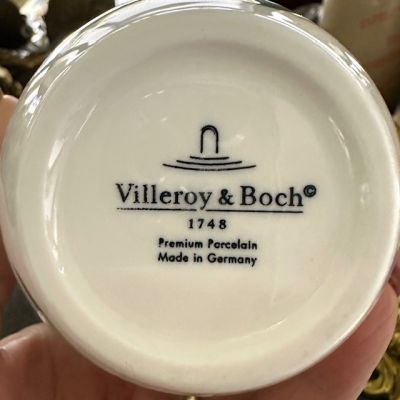 Villeroy & Boch©
1748
Premium Porcelain
Made in Germany